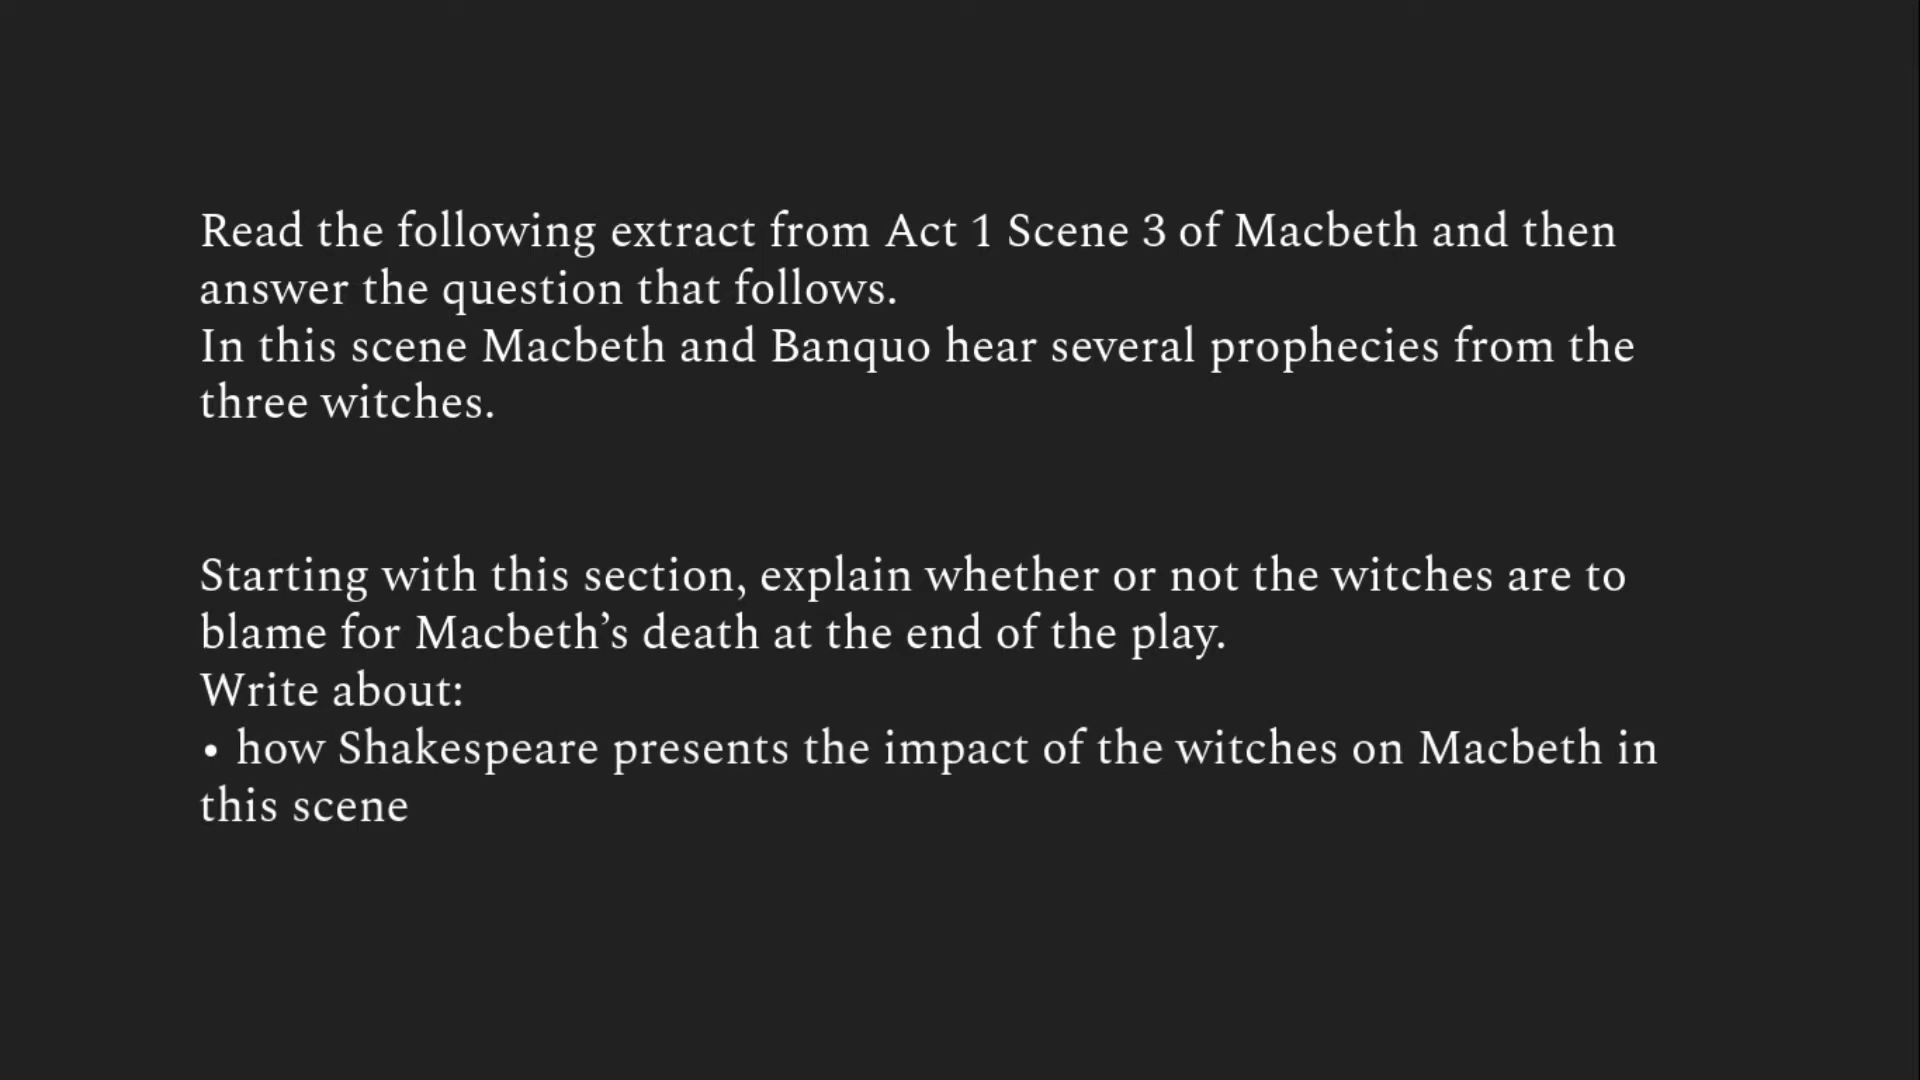 Read the following extract from Act 1 Scene 3 of Macbeth and then
answer the question that follows.
In this scene Macbeth and Banquo hear several prophecies from the
three witches.
Starting with this section, explain whether or not the witches are to
blame for Macbeth’s death at the end of the play.
Write about:
• how Shakespeare presents the impact of the witches on Macbeth in
this scene